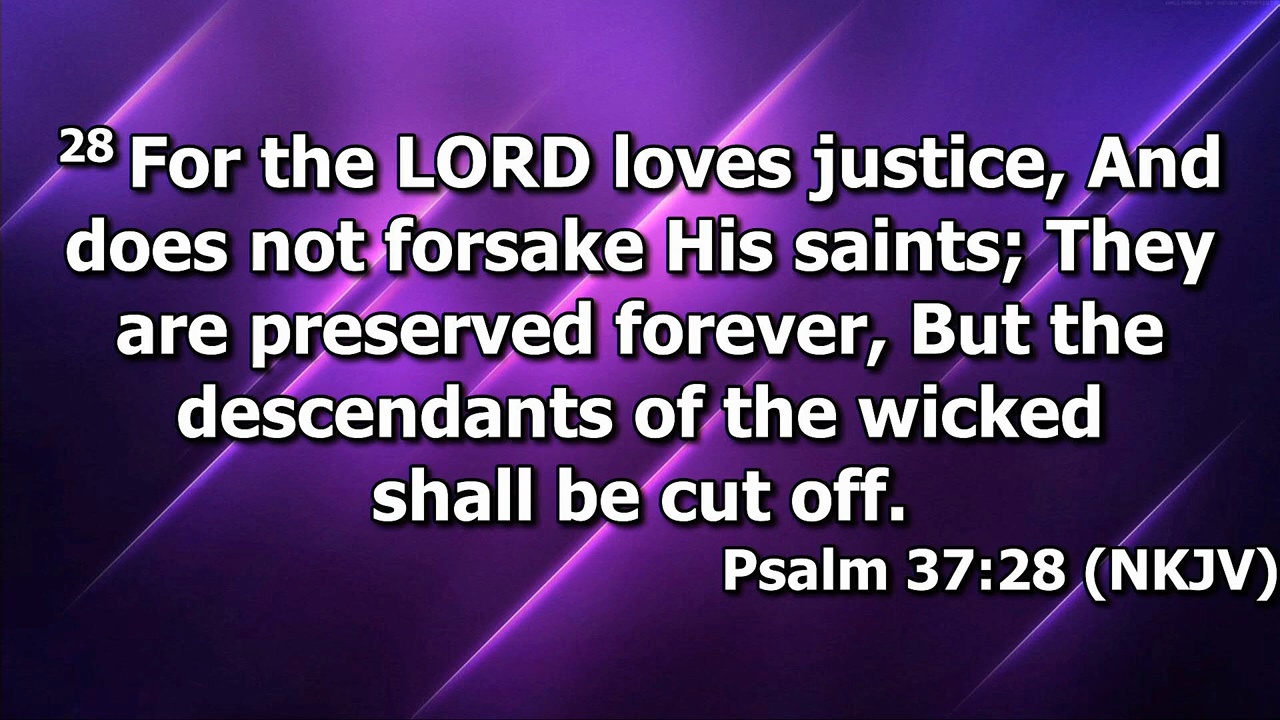 28 For the LORD loves justice, And
does not forsake His saints; They
are preserved forever, But the
descendants of the wicked
shall be cut off.
Psalm 37:28 (NKJV)